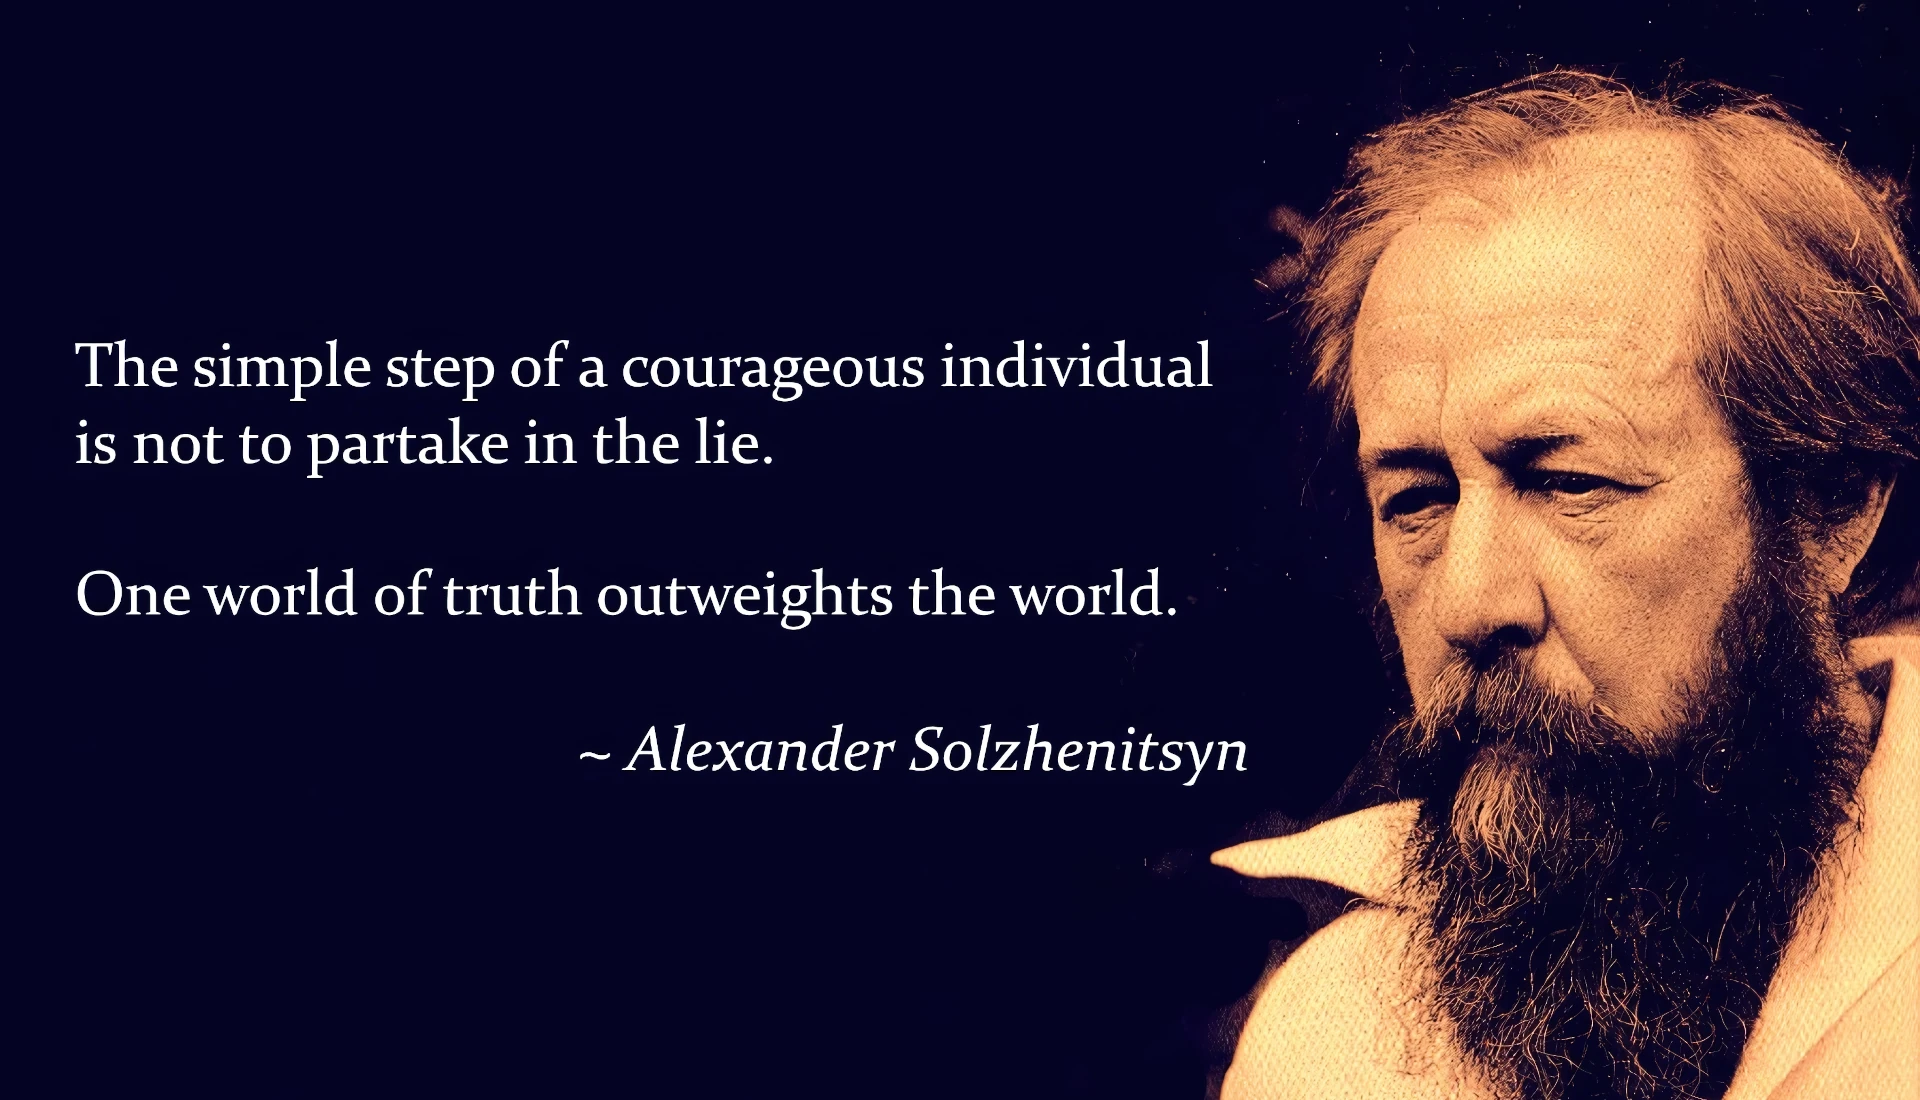 The simple step of a courageous individual
is not to partake in the lie.
One world of truth outweights the world.
~ Alexander Solzhenitsyn